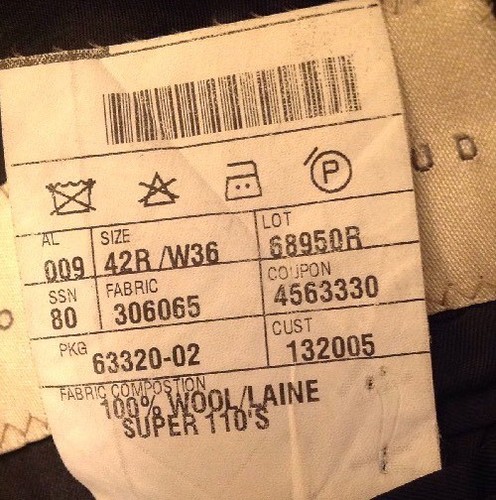 P
AL SIZE LOT
009 42R /W36 68950R
SSN FABRIC COUPON
80 306065 4563330
PKG 63320-02 CUST 132005
FABRIC COMPOSTION
100% WOOL/LAINE
SUPER 110'S